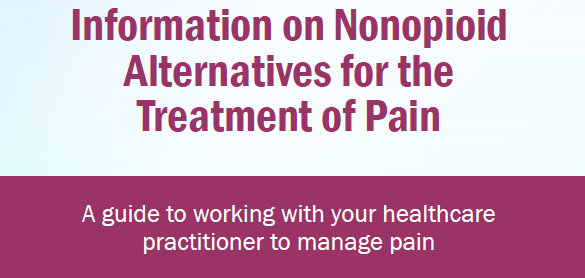 Information on Nonopioid
Alternatives for the
Treatment of Pain
A guide to working with your healthcare
practitioner to manage pain